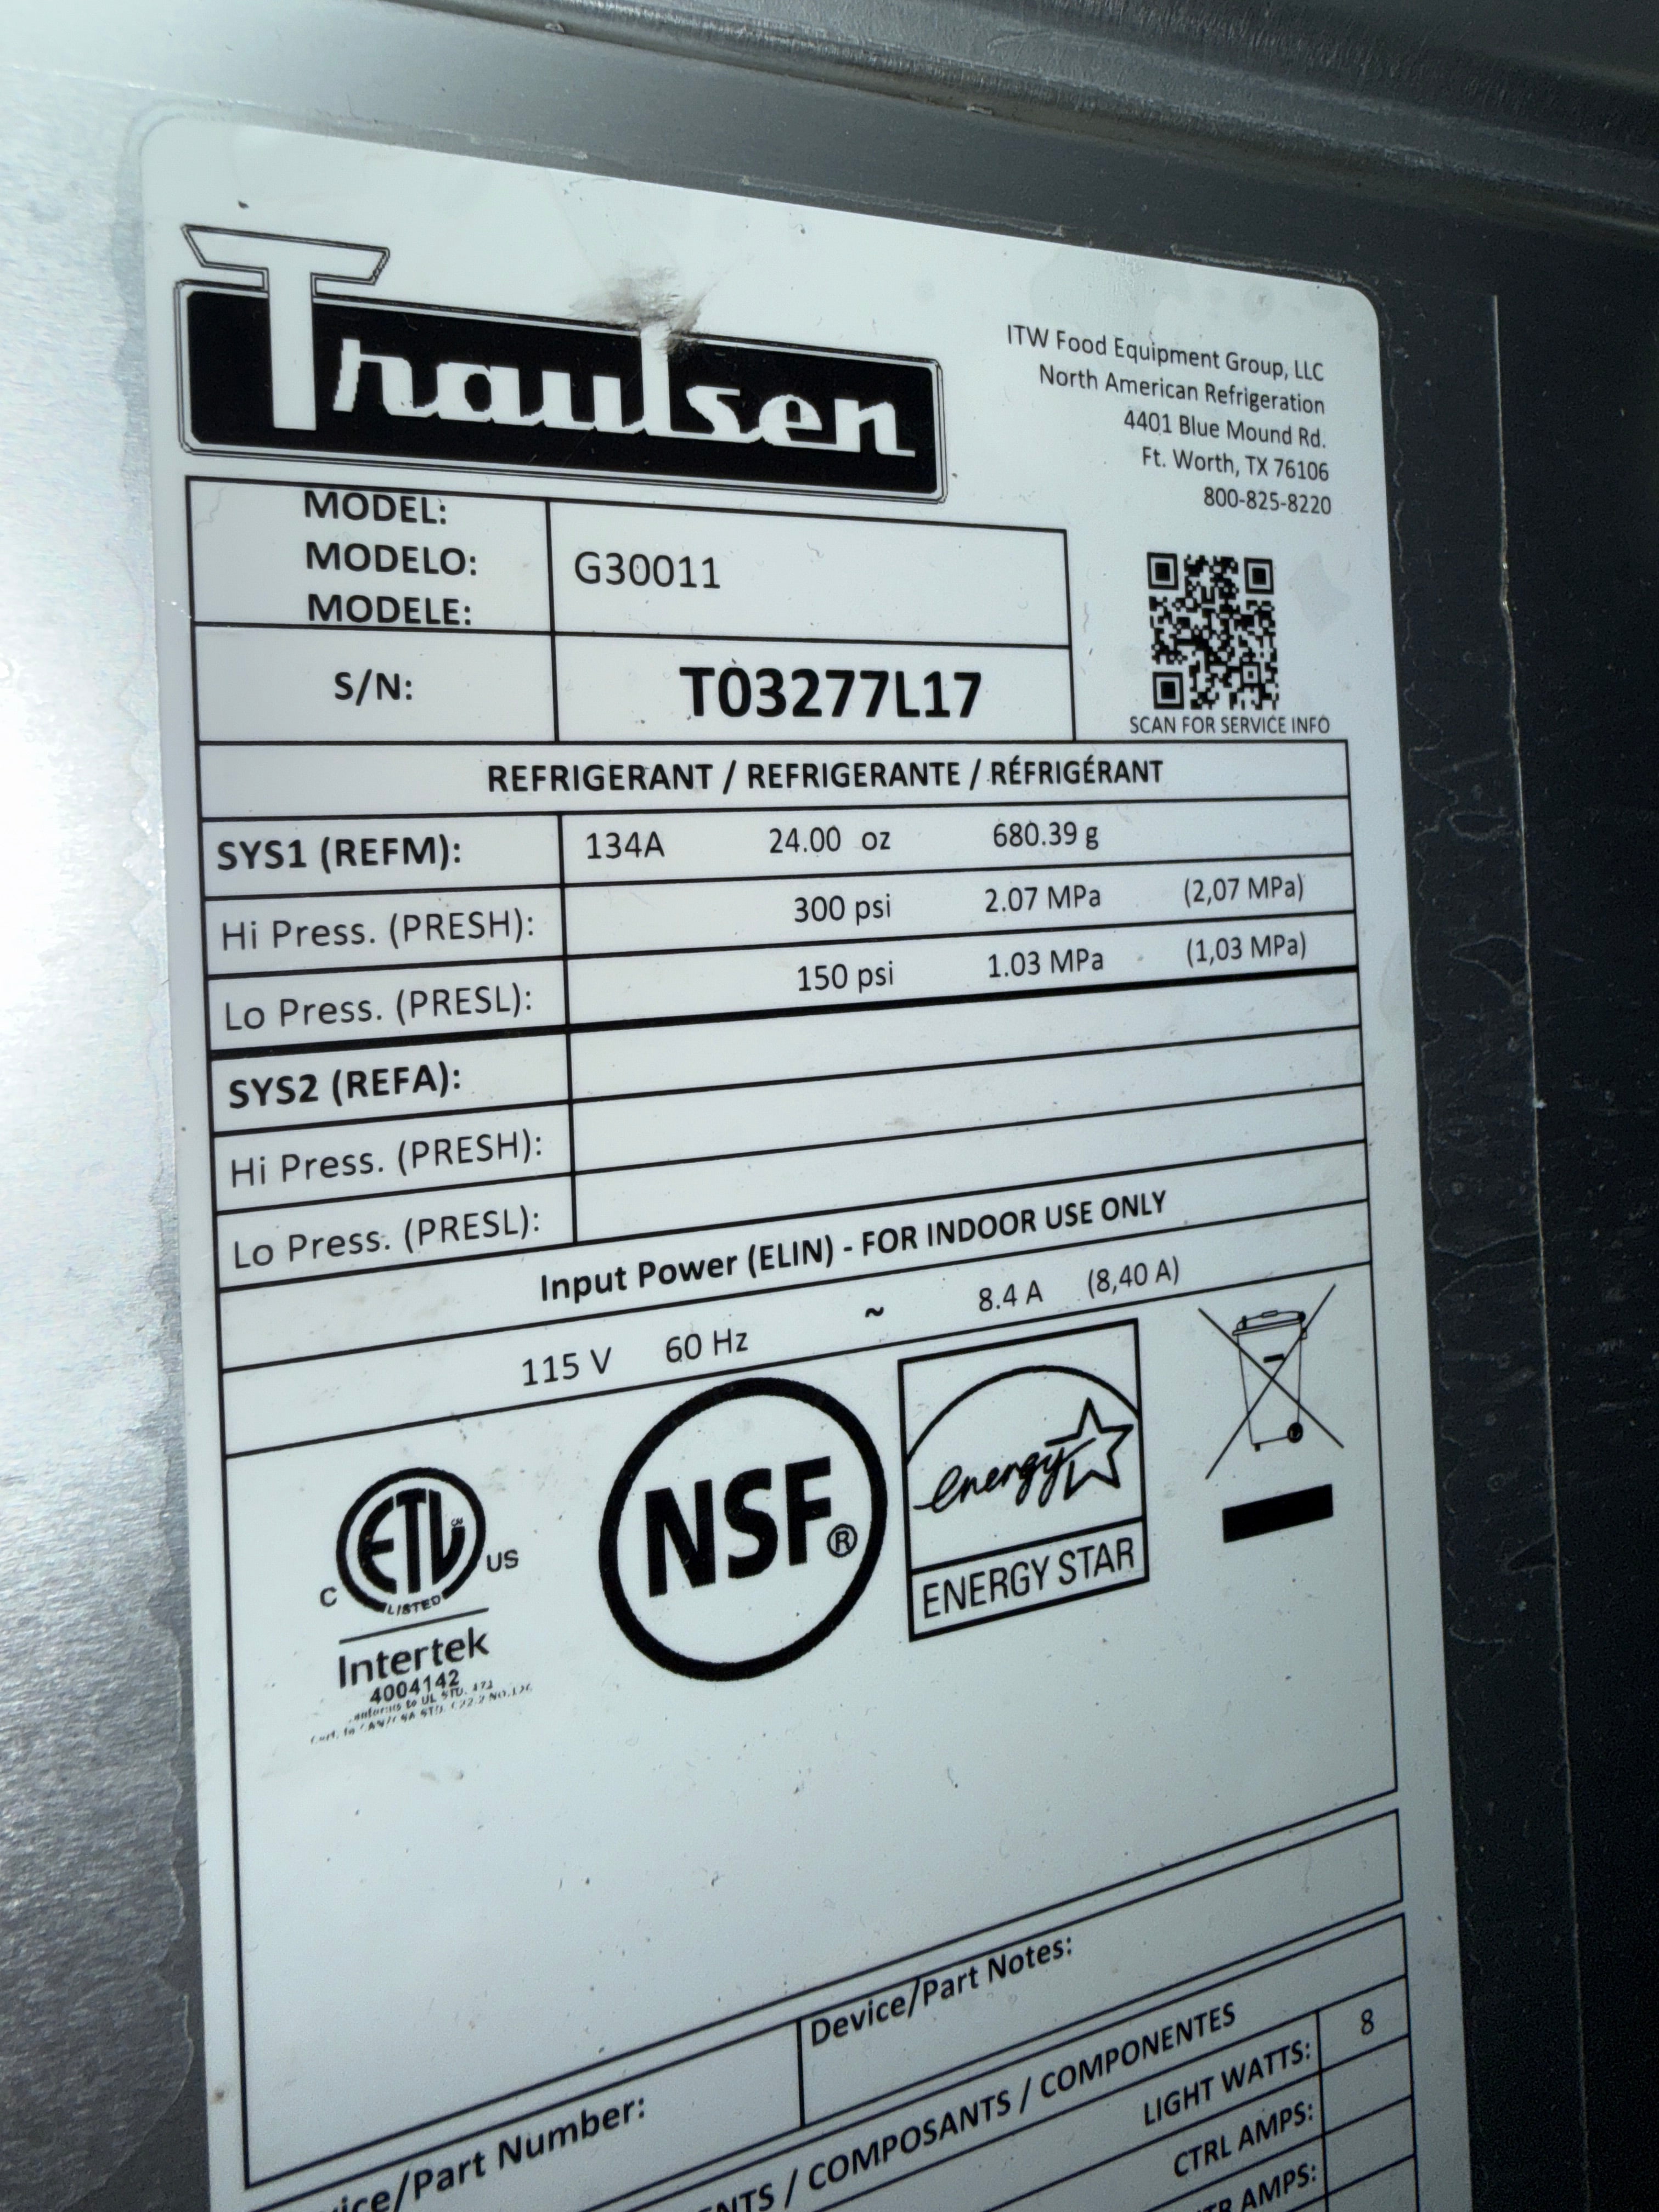 Traulsen
ITW Food Equipment Group, LLC
North American Refrigeration
4401 Blue Mound Rd.
Ft. Worth, TX 76106
800-825-8220
MODEL:
MODELO:
MODELE:
G30011
S/N:
T03277L17
SCAN FOR SERVICE INFO
REFRIGERANT / REFRIGERANTE / RÉFRIGÉRANT
SYS1 (REFM): 134A 24.00 oz 680.39 g
Hi Press. (PRESH): 300 psi 2.07 MPa (2,07 MPa)
Lo Press. (PRESL): 150 psi 1.03 MPa (1,03 MPa)
SYS2 (REFA):
Hi Press. (PRESH):
Lo Press. (PRESL):
Input Power (ELIN) - FOR INDOOR USE ONLY
115 V 60 Hz ~ 8.4 A (8,40 A)
C ETL CM US
LISTED
Intertek
4004142
to UL STD.
NSF®
energy
ENERGY STAR
Device/Part Notes:
/Part Number:
/ COMPOSANTS / COMPONENTES
LIGHT WATTS: 8
CTRL AMPS:
AMPS: